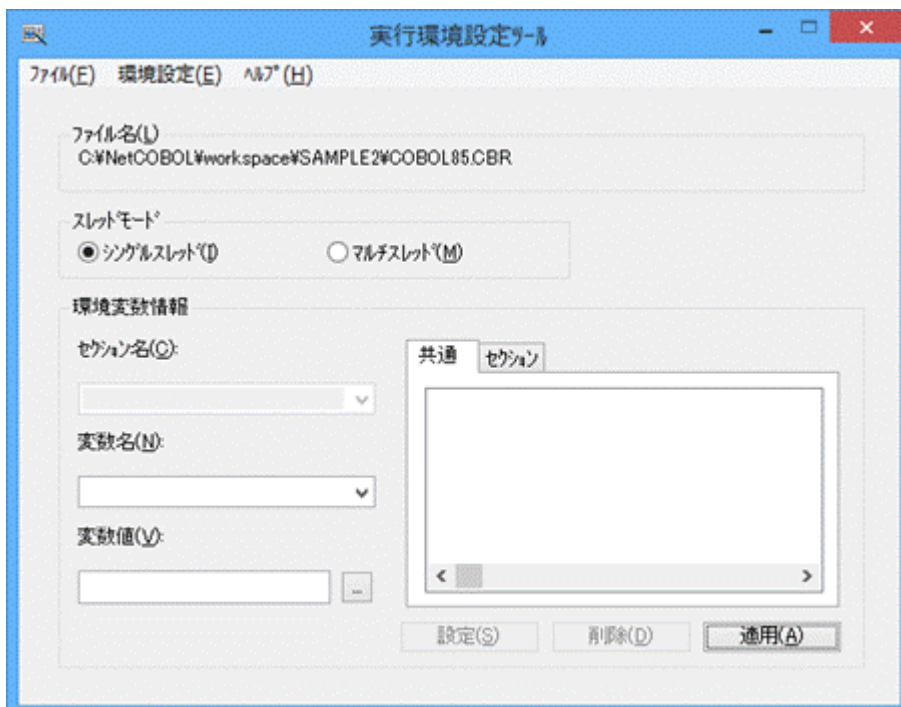 実行環境設定ﾂｰﾙ
ﾌｧｲﾙ(F) 環境設定(E) ﾍﾙﾌﾟ(H)
ﾌｧｲﾙ名(L)
C:¥NetCOBOL¥workspace¥SAMPLE2¥COBOL85.CBR
ｽﾚｯﾄﾞﾓｰﾄﾞ
ｼﾝｸﾞﾙｽﾚｯﾄﾞ(I) ﾏﾙﾁｽﾚｯﾄﾞ(M)
環境変数情報
ｾｸｼｮﾝ名(C):
共通 ｾｸｼｮﾝ
変数名(N):
変数値(V):
...
設定(S) 削除(D) 適用(A)